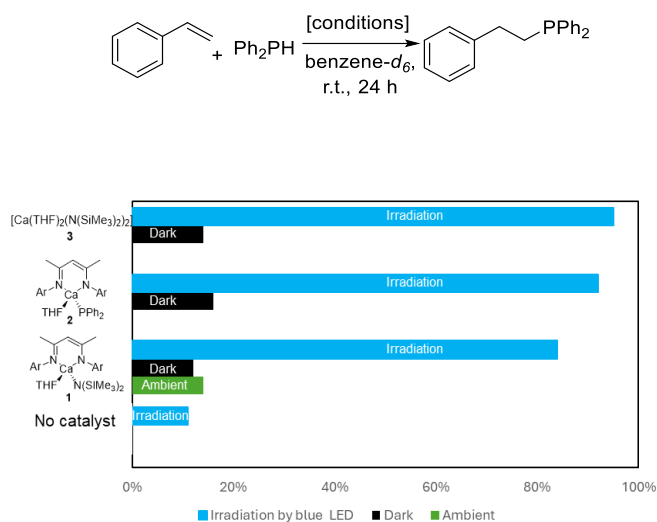 [conditions]
+ Ph2PH
PPh2
benzene-d6,
r.t., 24 h
[Ca(THF)2(N(SiMe3)2)2]
3
Irradiation
Dark
Ar N N Ar
Ca
THF PPh2
2
Irradiation
Dark
Ar N N Ar
Ca
THF N(SIMe3)2
1
Irradiation
Dark
Ambient
No catalyst
Irradiation
0% 20% 40% 60% 80% 100%
Irradiation by blue LED Dark Ambient